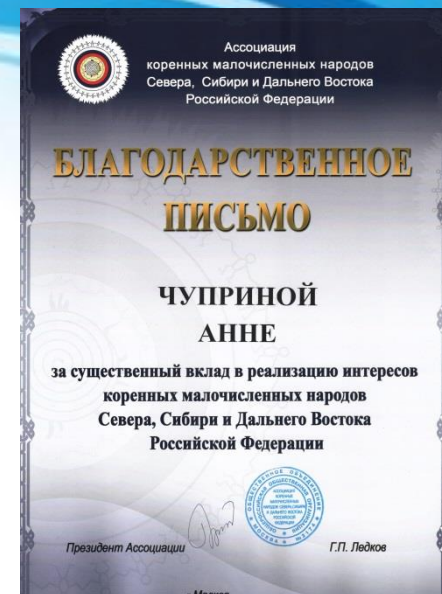 Ассоциация
коренных малочисленных народов
Севера, Сибири и Дальнего Востока
Российской Федерации
БЛАГОДАРСТВЕННОЕ
ПИСЬМО
ЧУПРИНОЙ
АННЕ
за существенный вклад в реализацию интересов
коренных малочисленных народов
Севера, Сибири и Дальнего Востока
Российской Федерации
Президент Ассоциации
Г.П. Ледков